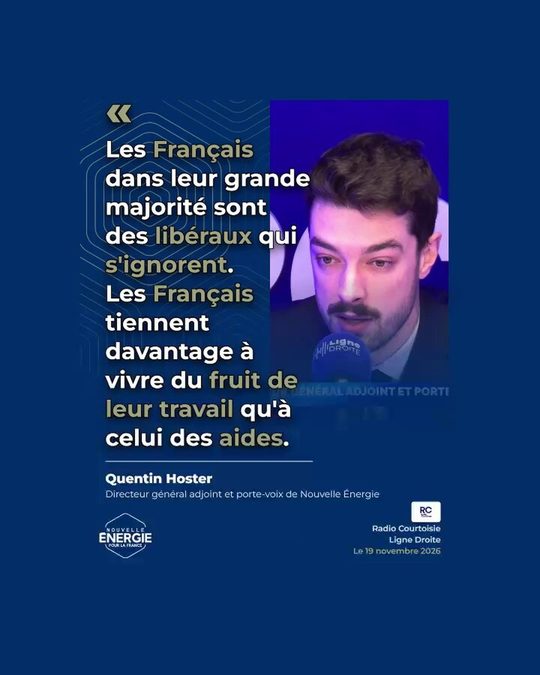 «
Les Français
dans leur grande
majorité sont
des libéraux qui
s'ignorent.
Les Français
tiennent
davantage à
vivre du fruit de
leur travail qu'à
celui des aides.
Ligne
DROITE
GÉNÉRAL ADJOINT ET PORTE
Quentin Hoster
Directeur général adjoint et porte-voix de Nouvelle Énergie
NOUVELLE
ENERGIE
POUR LA FRANCE
RC
Radio Courtoisie
Ligne Droite
Le 19 novembre 2026